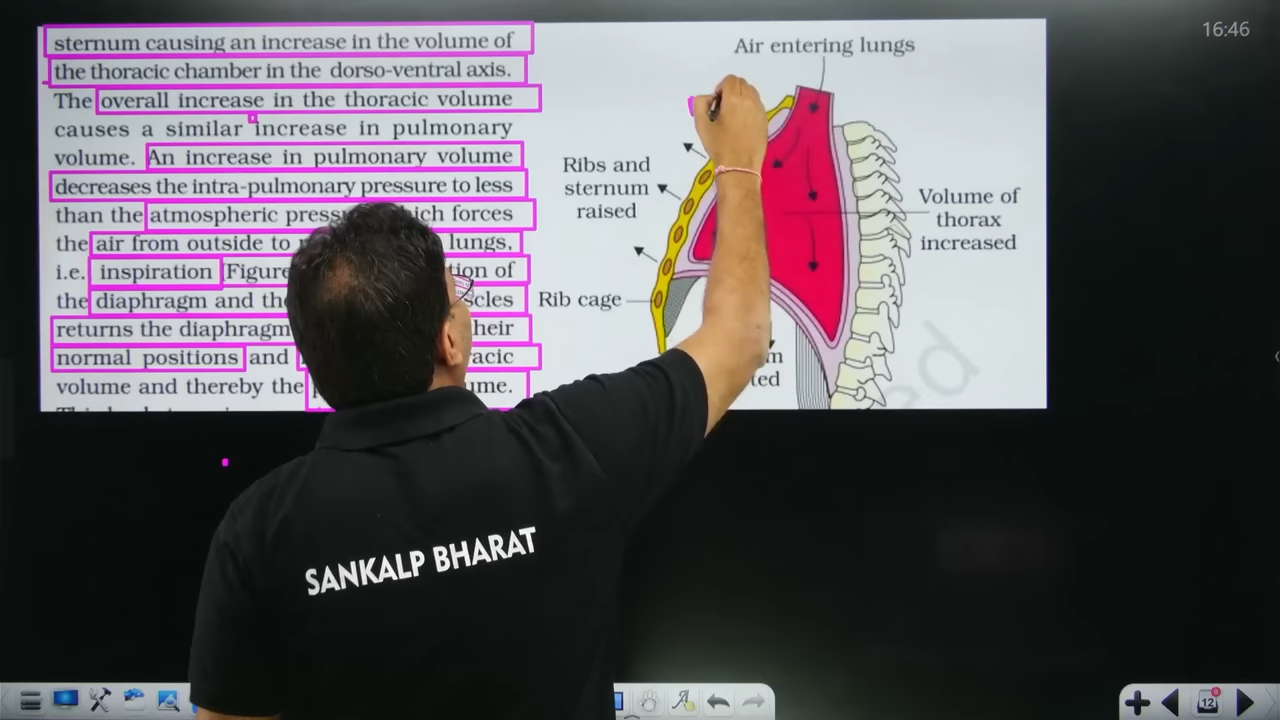 sternum causing an increase in the volume of
the thoracic chamber in the dorso-ventral axis.
The overall increase in the thoracic volume
causes a similar increase in pulmonary
volume. An increase in pulmonary volume
decreases the intra-pulmonary pressure to less
than the atmospheric forces
the air from outside to lungs,
i.e. inspiration
the diaphragm and
returns the diaphragm
normal positions and
volume and thereby the
Air entering lungs
Ribs and
sternum
raised
Rib cage
Volume of
thorax
increased
16:46
SANKALP BHARAT
12